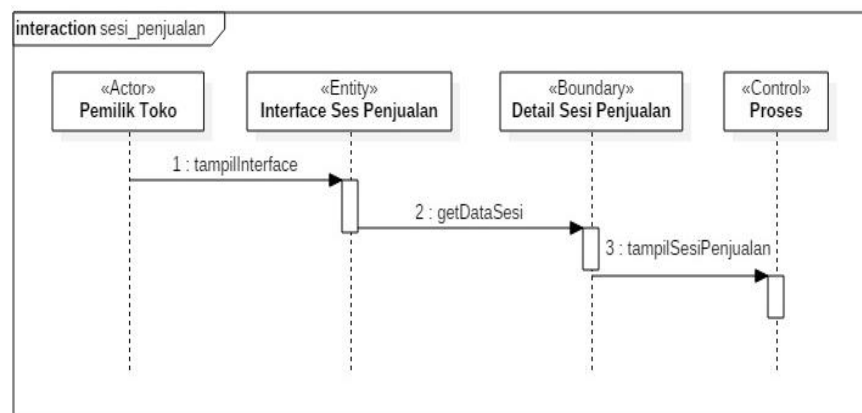 interaction sesi_penjualan
«Actor»
Pemilik Toko
«Entity»
Interface Ses Penjualan
«Boundary»
Detail Sesi Penjualan
«Control»
Proses
1 : tampilInterface
2 : getDataSesi
3 : tampilSesiPenjualan